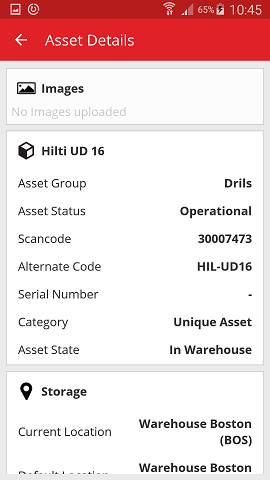 65% 10:45
Asset Details
Images
No Images uploaded
Hilti UD 16
Asset Group Drils
Asset Status Operational
Scancode 30007473
Alternate Code HIL-UD16
Serial Number -
Category Unique Asset
Asset State In Warehouse
Storage
Current Location Warehouse Boston
(BOS)
Default Location Warehouse Boston